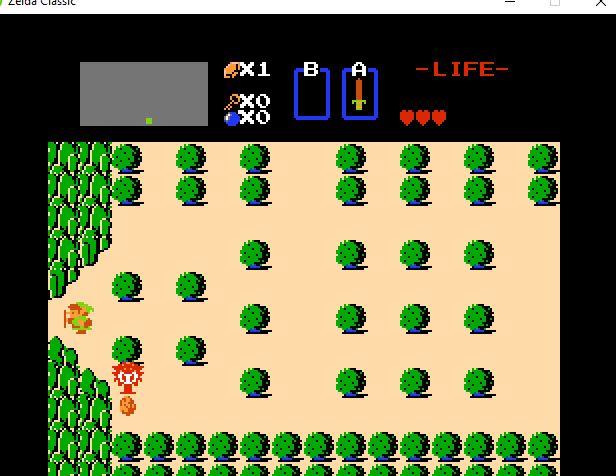 Zelda Classic
X1 B A -LIFE-
X0
X0